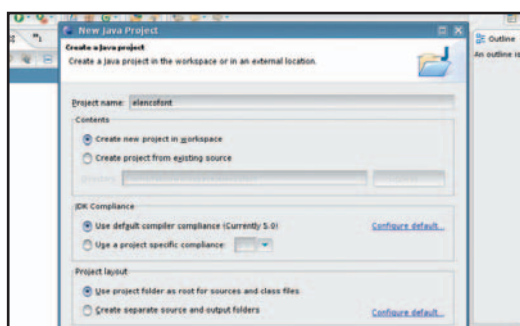 New Java Project
Create a Java project
Create a Java project in the workspace or in an external location.
Project name: elencofont
Contents
Create new project in workspace
Create project from existing source
JDK Compliance
Use default compiler compliance (Currently 5.0)
Configure default...
Use a project specific compliance:
Project layout
Use project folder as root for sources and class files
Create separate source and output folders
Configure default...
Outline
An outline is